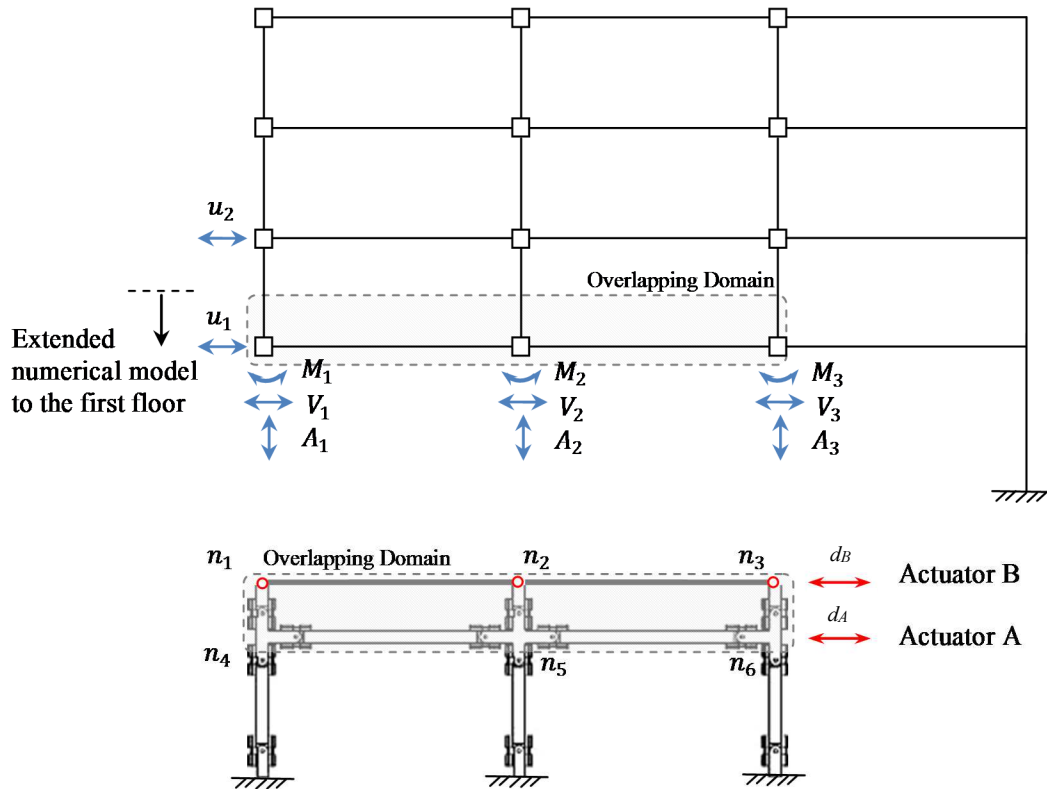 u₂
Overlapping Domain
u₁
Extended
numerical model
to the first floor
M₁ M₂ M₃
V₁ V₂ V₃
A₁ A₂ A₃
n₁ Overlapping Domain n₂ n₃ dB Actuator B
dA Actuator A
n₄ n₅ n₆